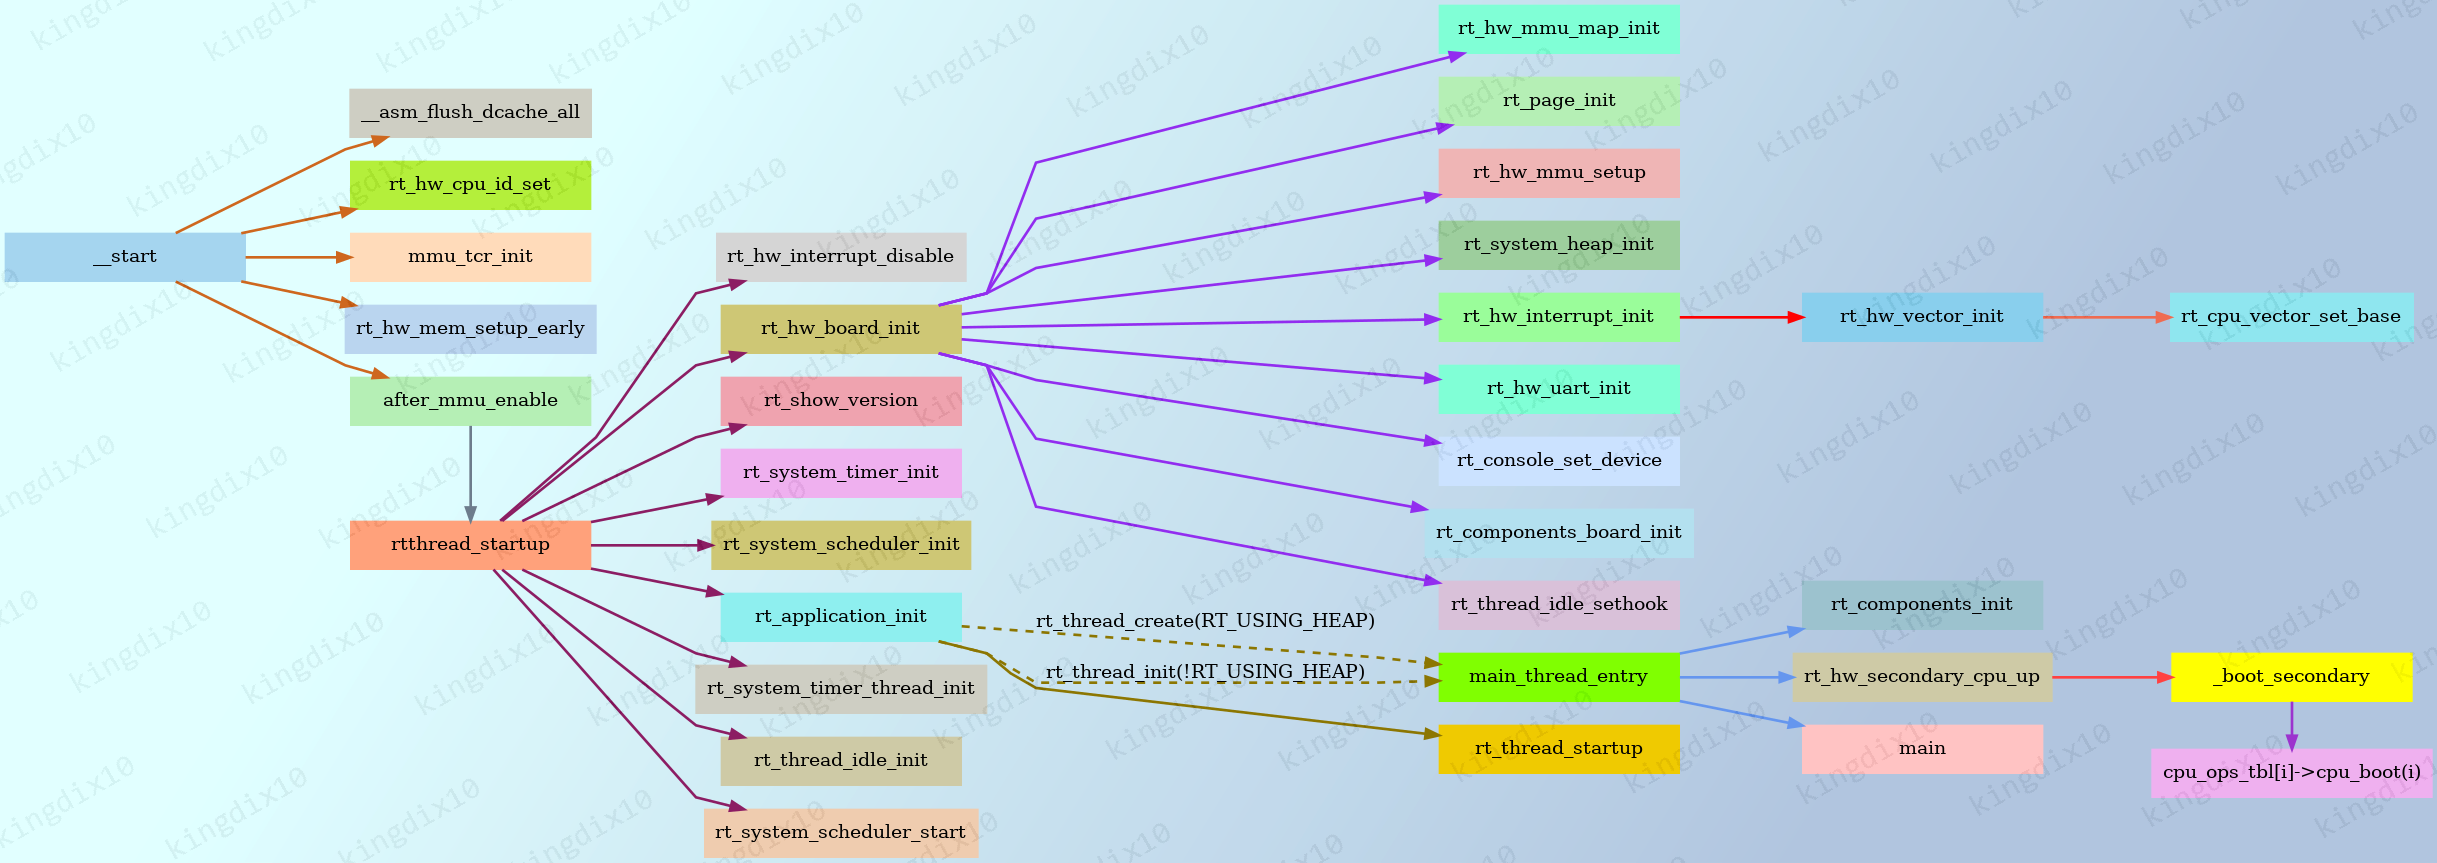 __start
__asm_flush_dcache_all
rt_hw_cpu_id_set
mmu_tcr_init
rt_hw_mem_setup_early
after_mmu_enable
rtthread_startup
rt_hw_interrupt_disable
rt_hw_board_init
rt_show_version
rt_system_timer_init
rt_system_scheduler_init
rt_application_init
rt_system_timer_thread_init
rt_thread_idle_init
rt_system_scheduler_start
rt_thread_create(RT_USING_HEAP)
rt_thread_init(!RT_USING_HEAP)
rt_hw_mmu_map_init
rt_page_init
rt_hw_mmu_setup
rt_system_heap_init
rt_hw_interrupt_init
rt_hw_uart_init
rt_console_set_device
rt_components_board_init
rt_thread_idle_sethook
main_thread_entry
rt_thread_startup
rt_hw_vector_init
rt_components_init
rt_hw_secondary_cpu_up
main
rt_cpu_vector_set_base
_boot_secondary
cpu_ops_tbl[i]->cpu_boot(i)
kingdix10